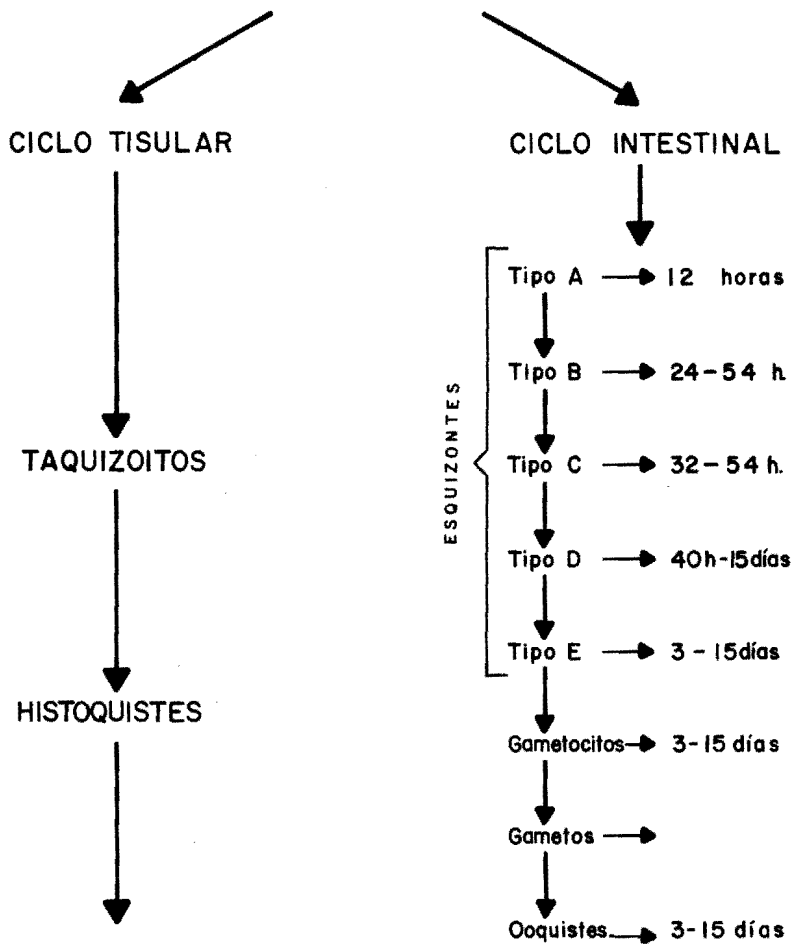 CICLO TISULAR
TAQUIZOITOS
HISTOQUISTES
CICLO INTESTINAL
ESQUIZONTES
Tipo A 12 horas
Tipo B 24-54 h
Tipo C 32-54 h.
Tipo D 40h-15días
Tipo E 3-15días
Gametocitos 3-15 días
Gametos
Ooquistes 3-15 días